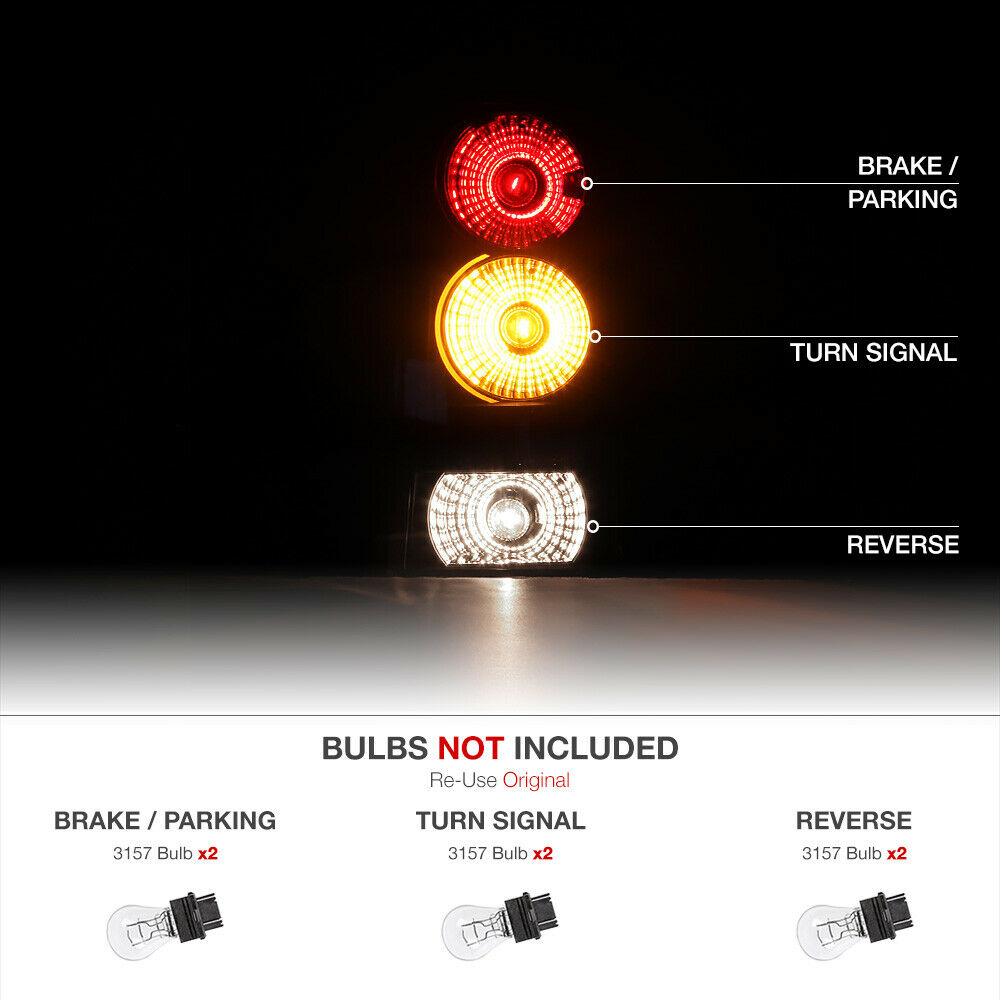 BRAKE /
PARKING
TURN SIGNAL
REVERSE
BULBS NOT INCLUDED
Re-Use Original
BRAKE / PARKING
3157 Bulb x2
TURN SIGNAL
3157 Bulb x2
REVERSE
3157 Bulb x2